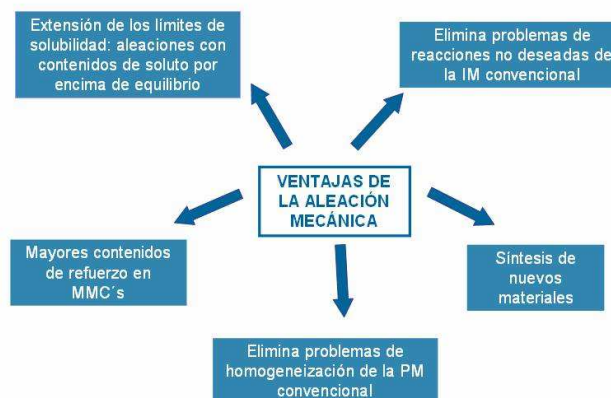 Extensión de los límites de
solubilidad: aleaciones con
contenidos de soluto por
encima de equilibrio
Elimina problemas de
reacciones no deseadas de
la IM convencional
VENTAJAS DE
LA ALEACIÓN
MECÁNICA
Mayores contenidos
de refuerzo en
MMC´s
Síntesis de
nuevos
materiales
Elimina problemas de
homogeneización de la PM
convencional